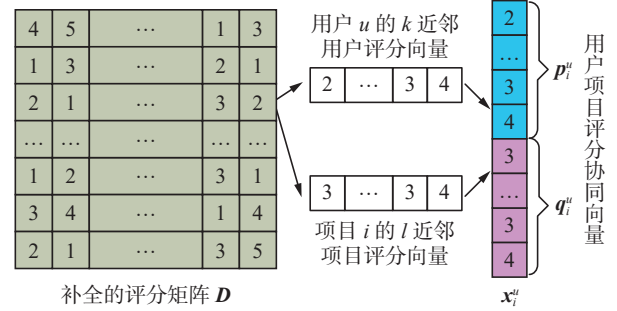 4 5 … 1 3
1 3 … 2 1
2 1 … 3 2
… … … … …
1 2 … 3 1
3 4 … 1 4
2 1 … 3 5
补全的评分矩阵 D
用户 u 的 k 近邻
用户评分向量
2 … 3 4
3 … 3 4
项目 i 的 l 近邻
项目评分向量
2
…
3
4
3
…
3
4
x_i^u
p_i^u
q_i^u
用户项目评分协同向量